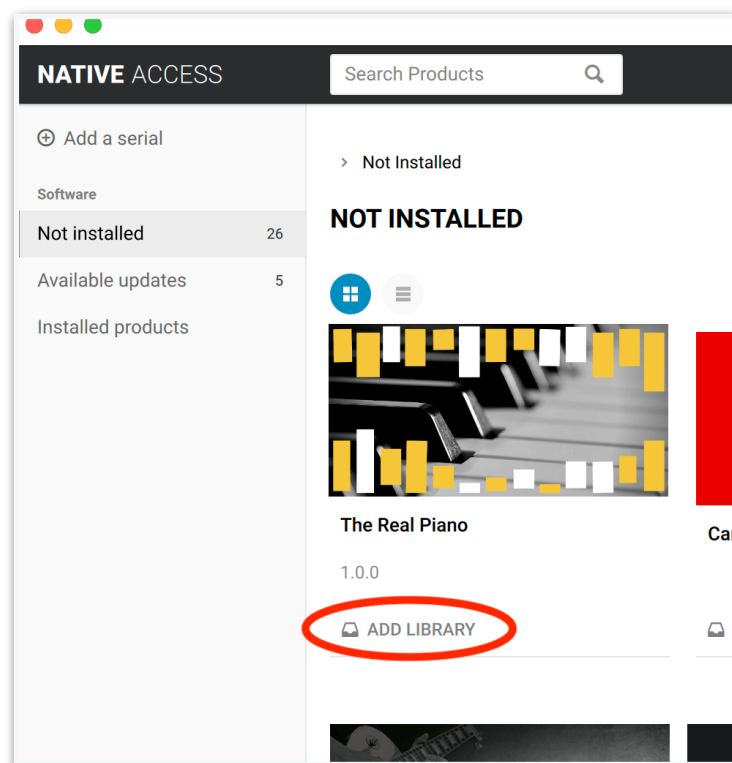 NATIVE ACCESS
Search Products
Add a serial
Software
Not installed 26
Available updates 5
Installed products
Not Installed
NOT INSTALLED
The Real Piano
1.0.0
ADD LIBRARY